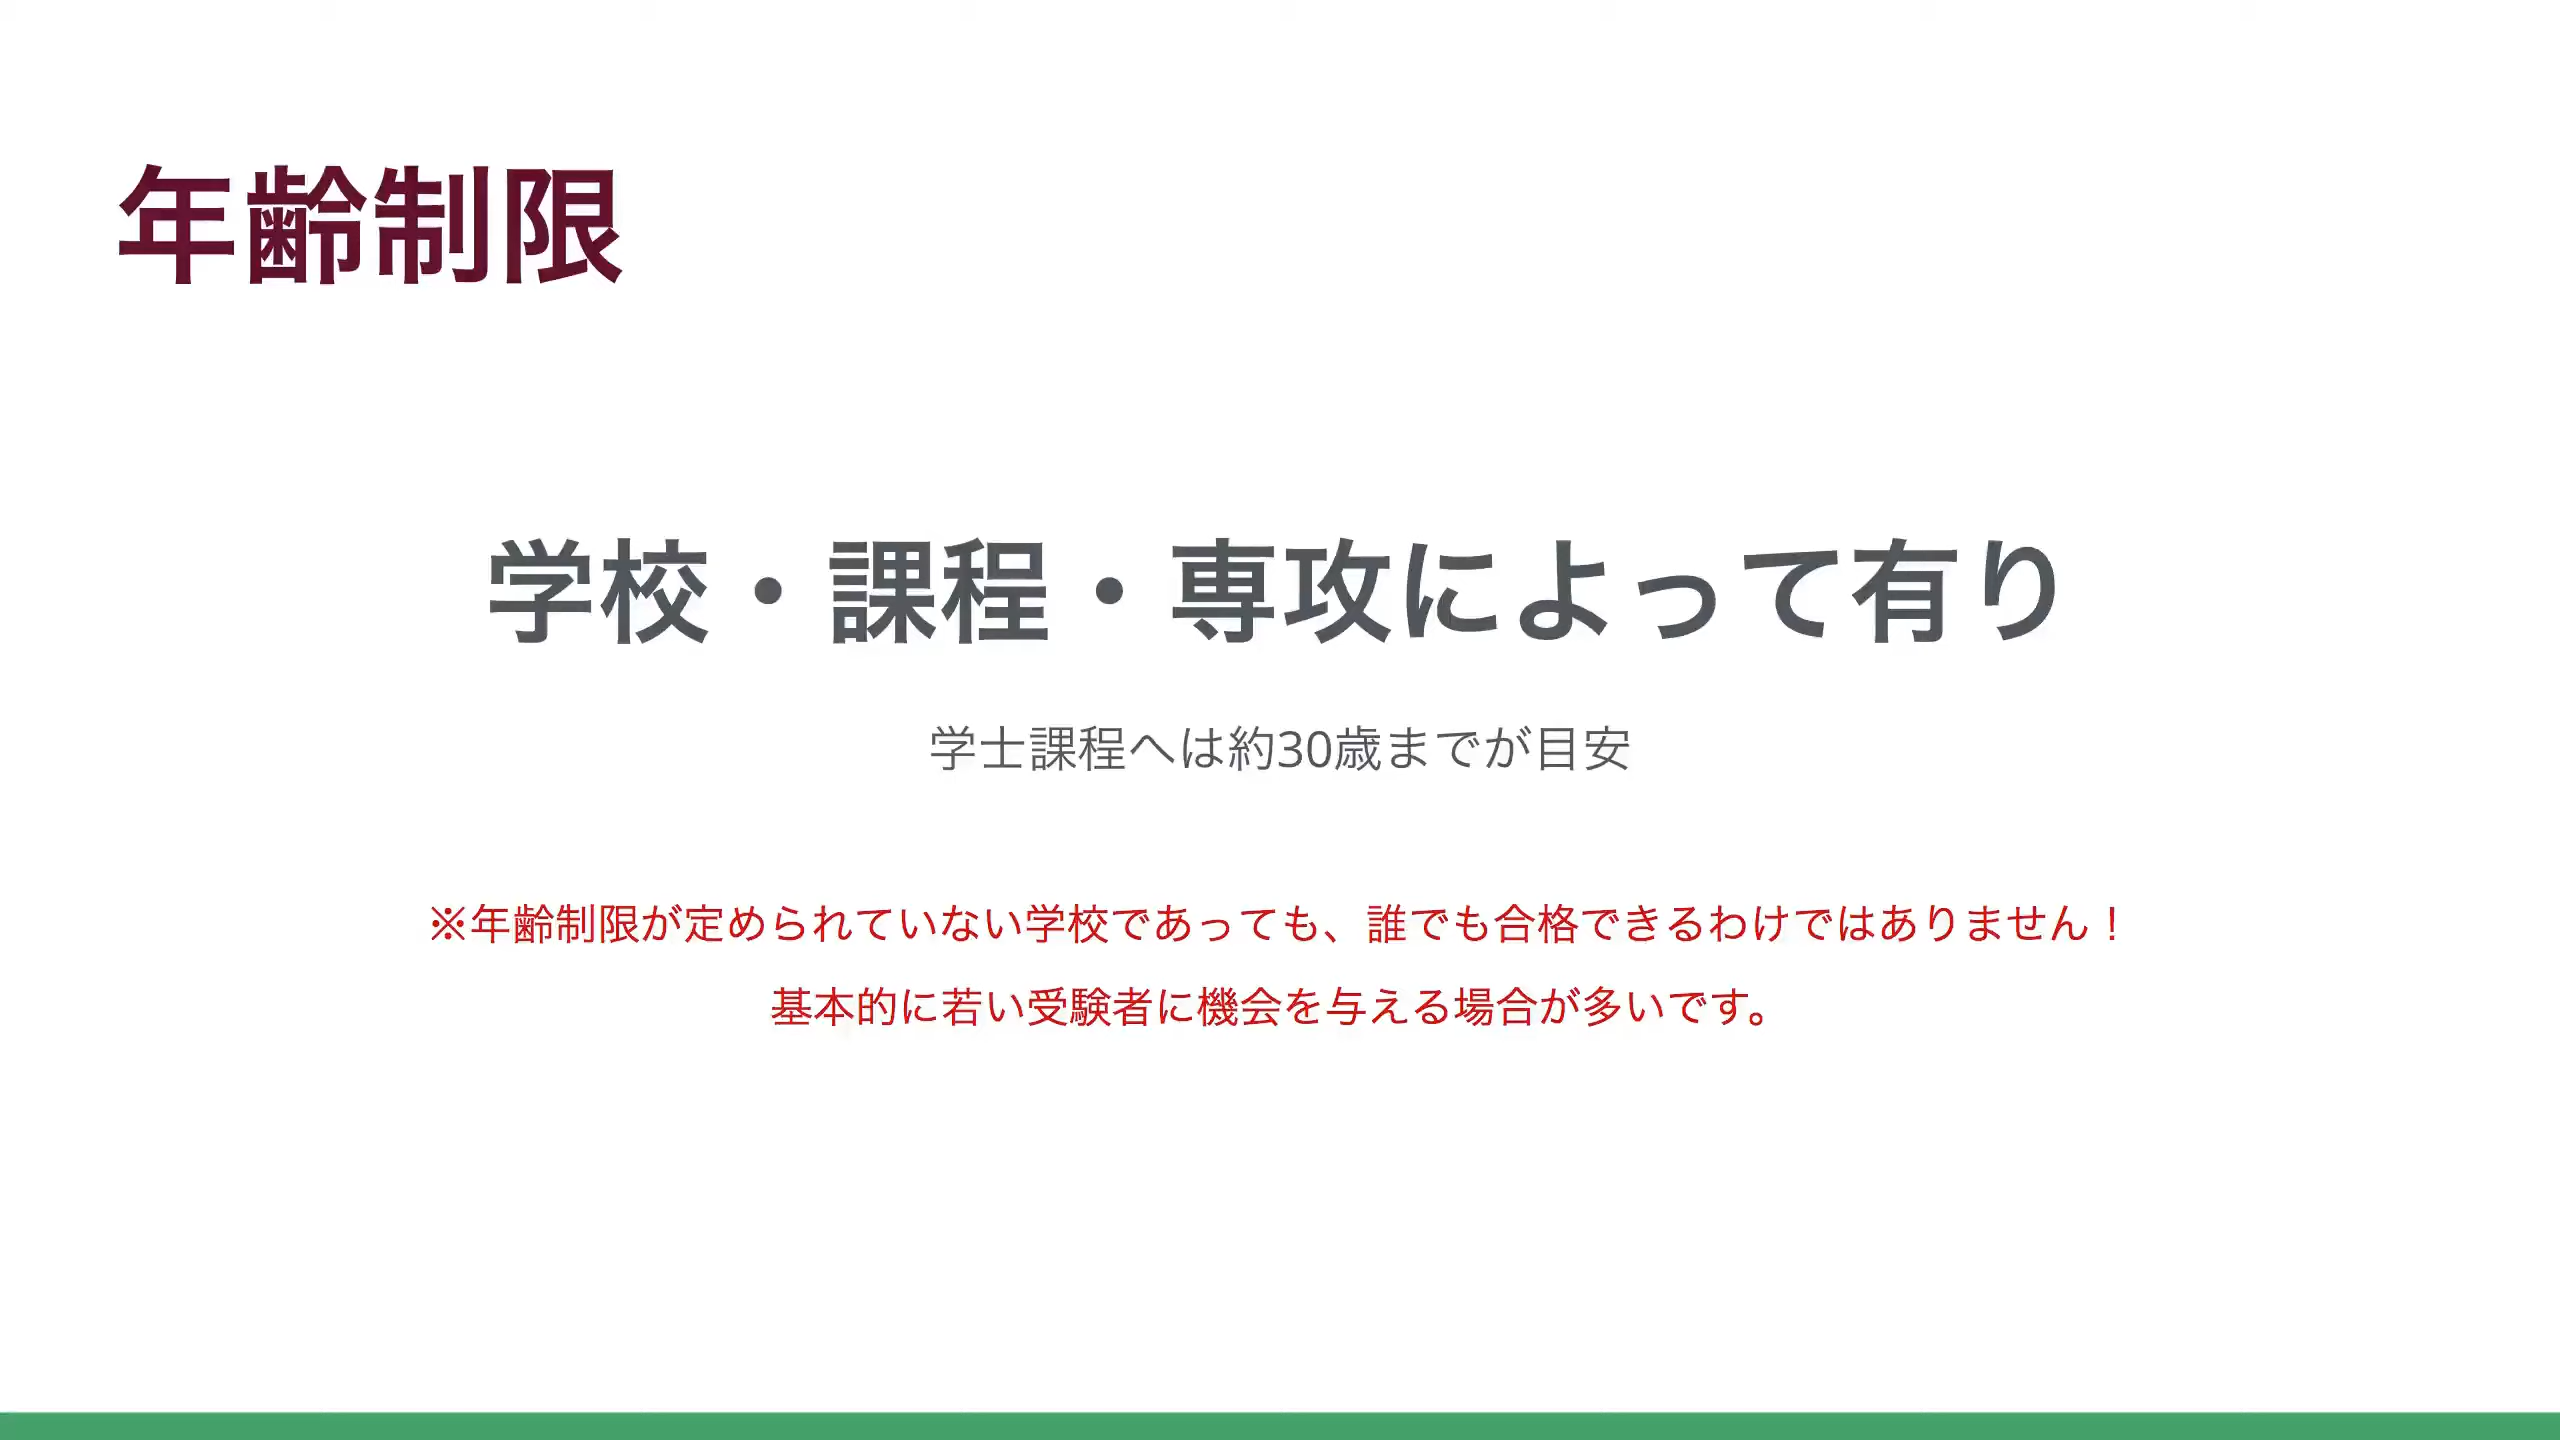 年齢制限
学校・課程・専攻によって有り
学士課程へは約30歳までが目安
※年齢制限が定められていない学校であっても、誰でも合格できるわけではありません！
基本的に若い受験者に機会を与える場合が多いです。